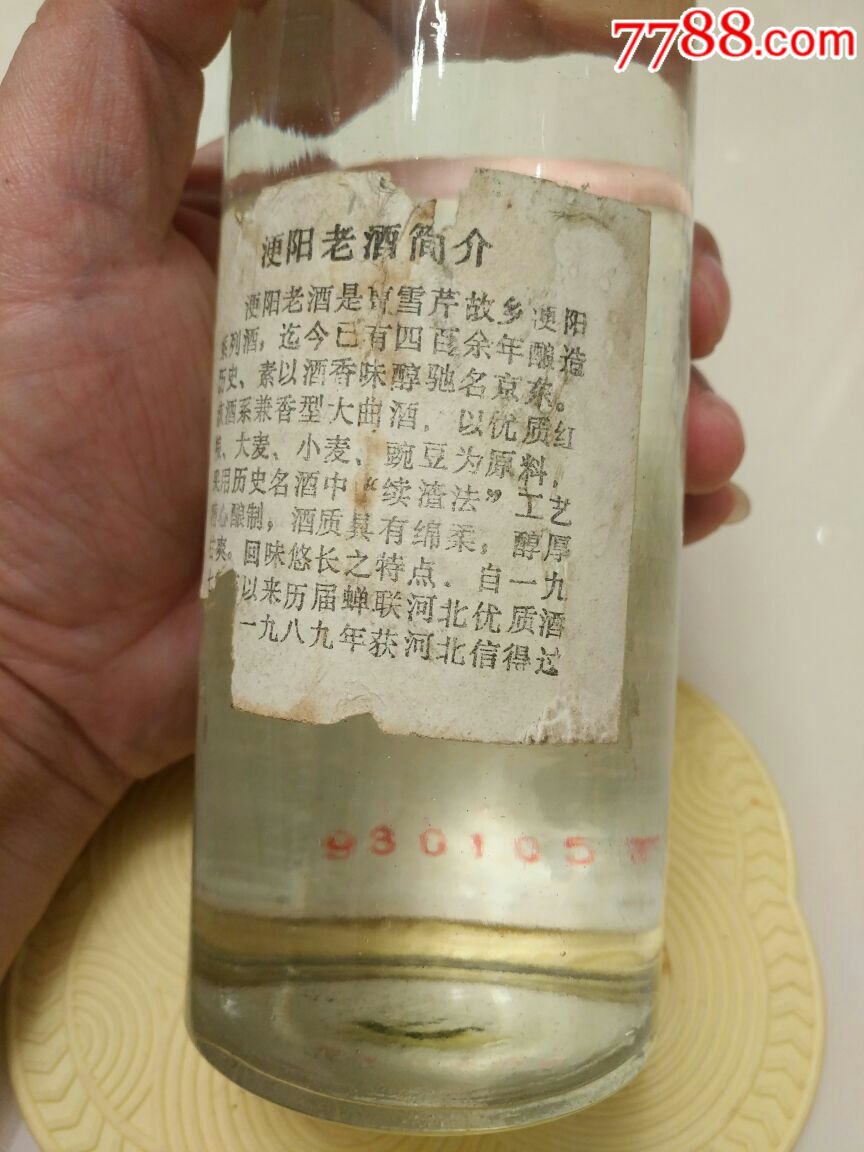 7788.com
浭阳老酒简介
浭阳老酒是曹雪芹故乡浭阳
系列酒，迄今已有四百余年酿造
历史、素以酒香味醇驰名京东。
酒系兼香型大曲酒，以优质红
粮、大麦、小麦、豌豆为原料，
采用历史名酒中“续渣法”工艺
精心酿制，酒质具有绵柔，醇厚
爽。回味悠长之特点．自一九
七 以来历届蝉联河北优质酒
一九八九年获河北信得过
930105